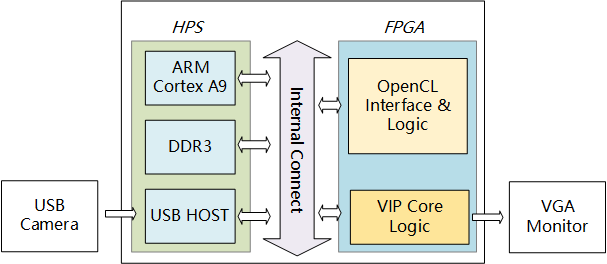 HPS
FPGA
ARM
Cortex A9
DDR3
USB HOST
Internal Connect
OpenCL
Interface &
Logic
VIP Core
Logic
USB
Camera
VGA
Monitor